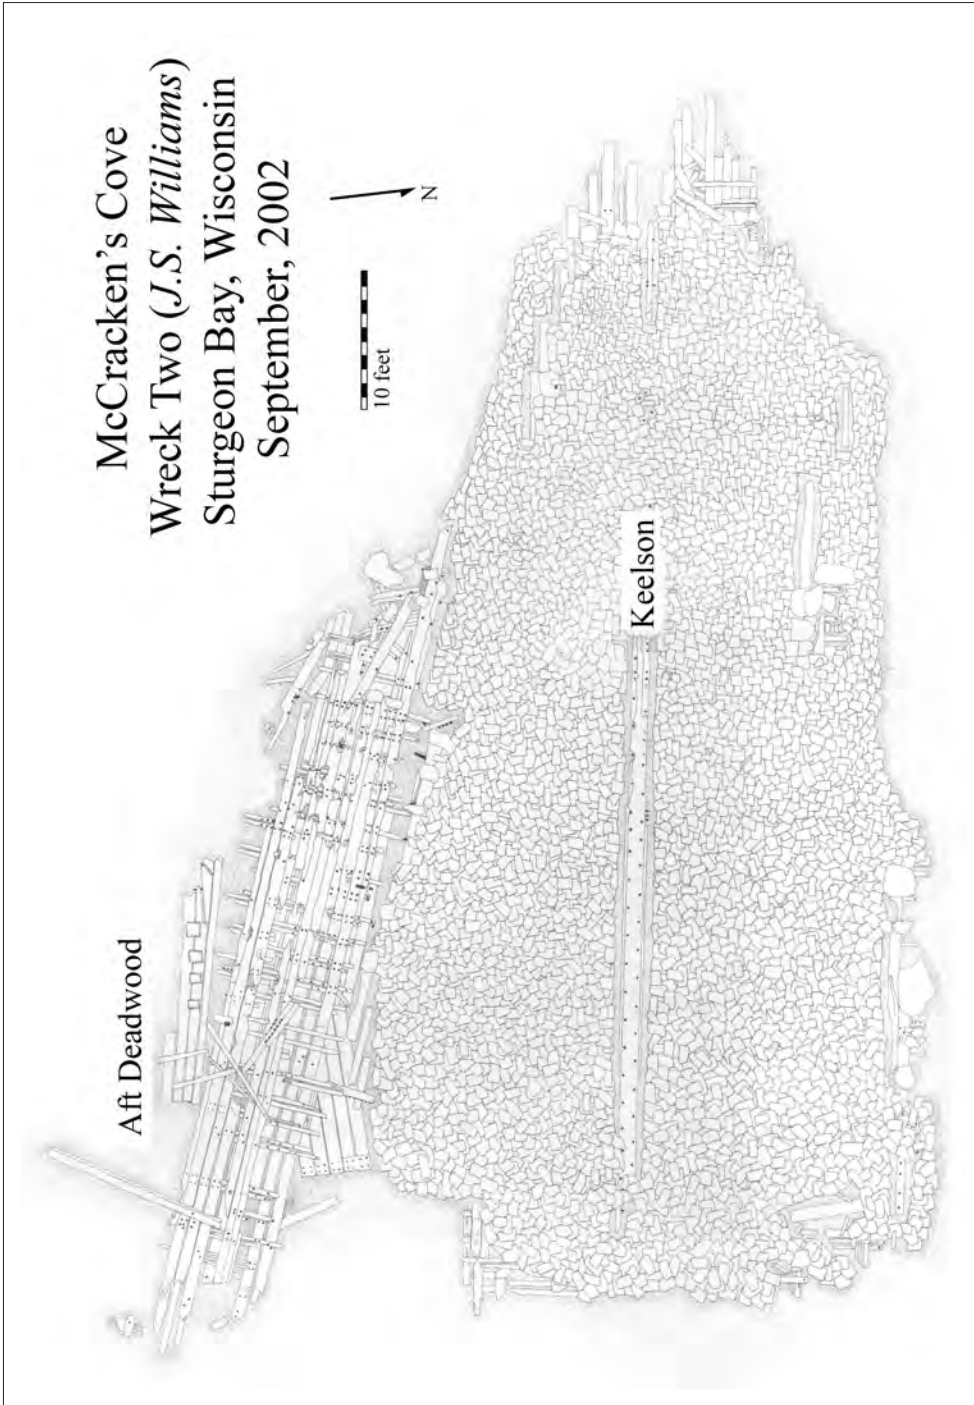 McCracken's Cove
Wreck Two (J.S. Williams)
Sturgeon Bay, Wisconsin
September, 2002
N
10 feet
Aft Deadwood
Keelson